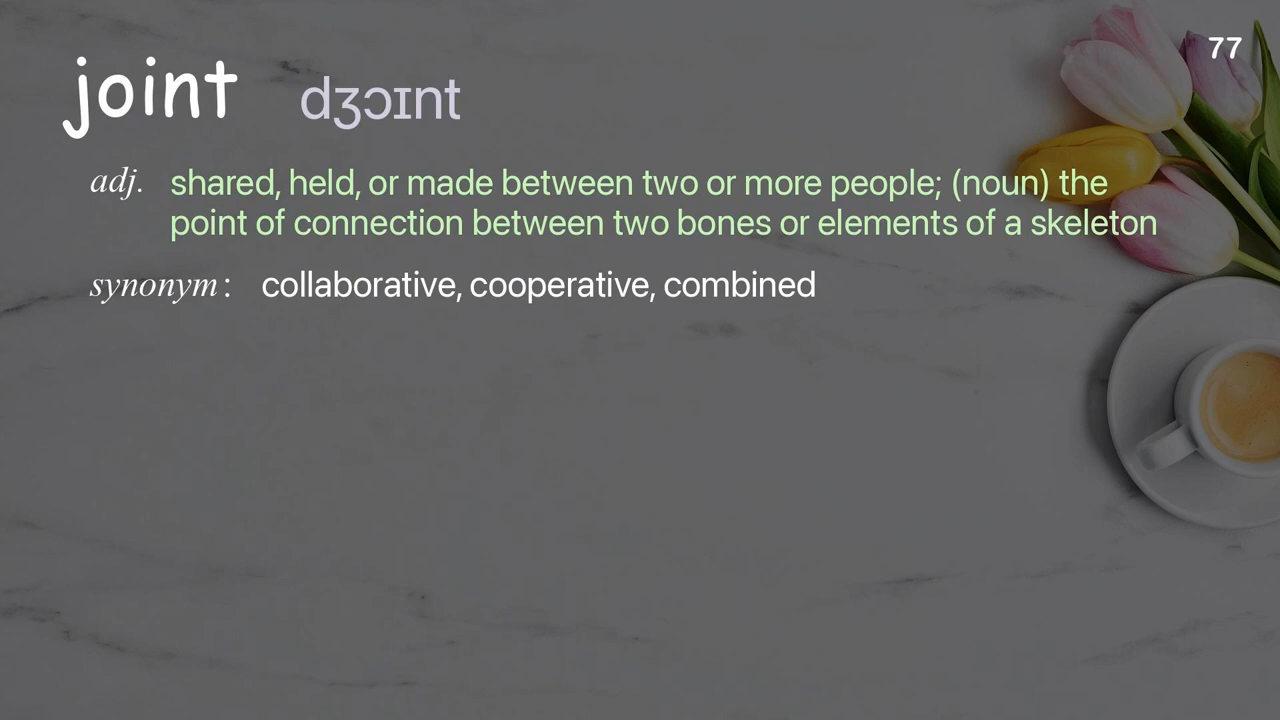 77
joint dʒɔɪnt
adj. shared, held, or made between two or more people; (noun) the
point of connection between two bones or elements of a skeleton
synonym : collaborative, cooperative, combined